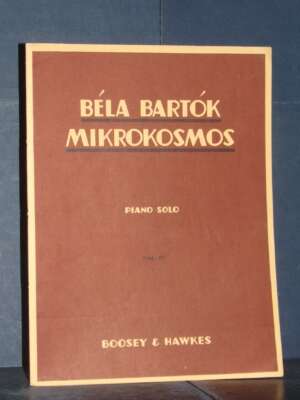 BÉLA BARTÓK
MIKROKOSMOS
PIANO SOLO
BOOSEY & HAWKES